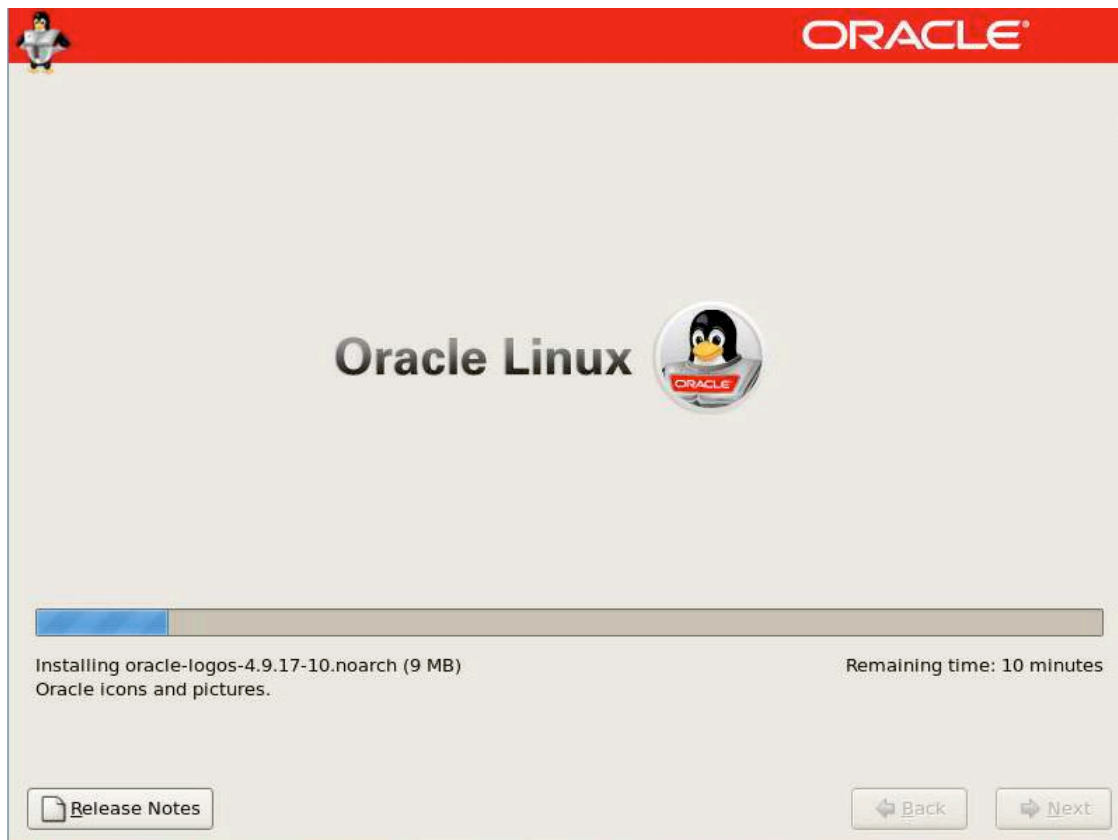 ORACLE®
Oracle Linux
ORACLE
Installing oracle-logos-4.9.17-10.noarch (9 MB)
Remaining time: 10 minutes
Oracle icons and pictures.
Release Notes
Back
Next